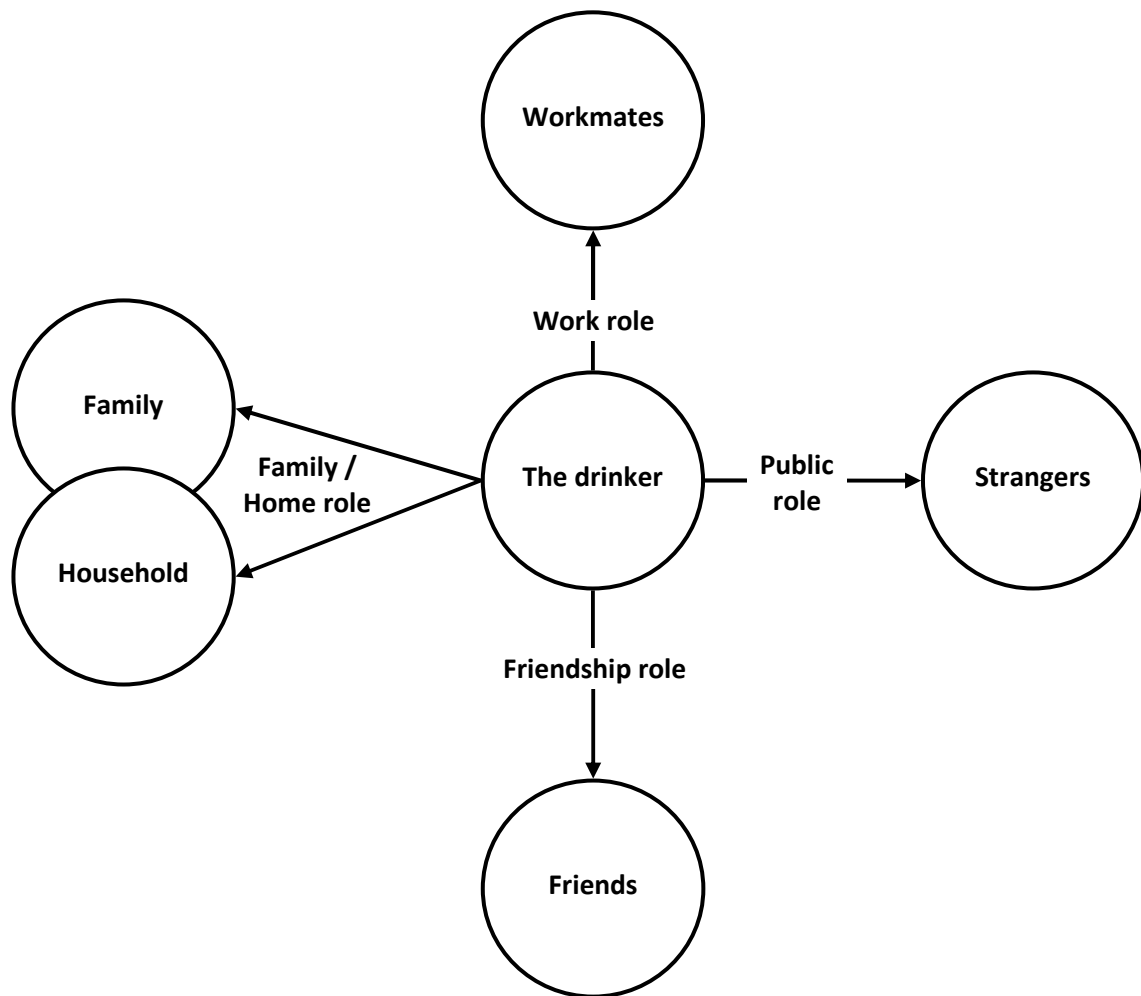 Workmates
Work role
Family
Family /
Home role
Household
The drinker
Public
role
Strangers
Friendship role
Friends